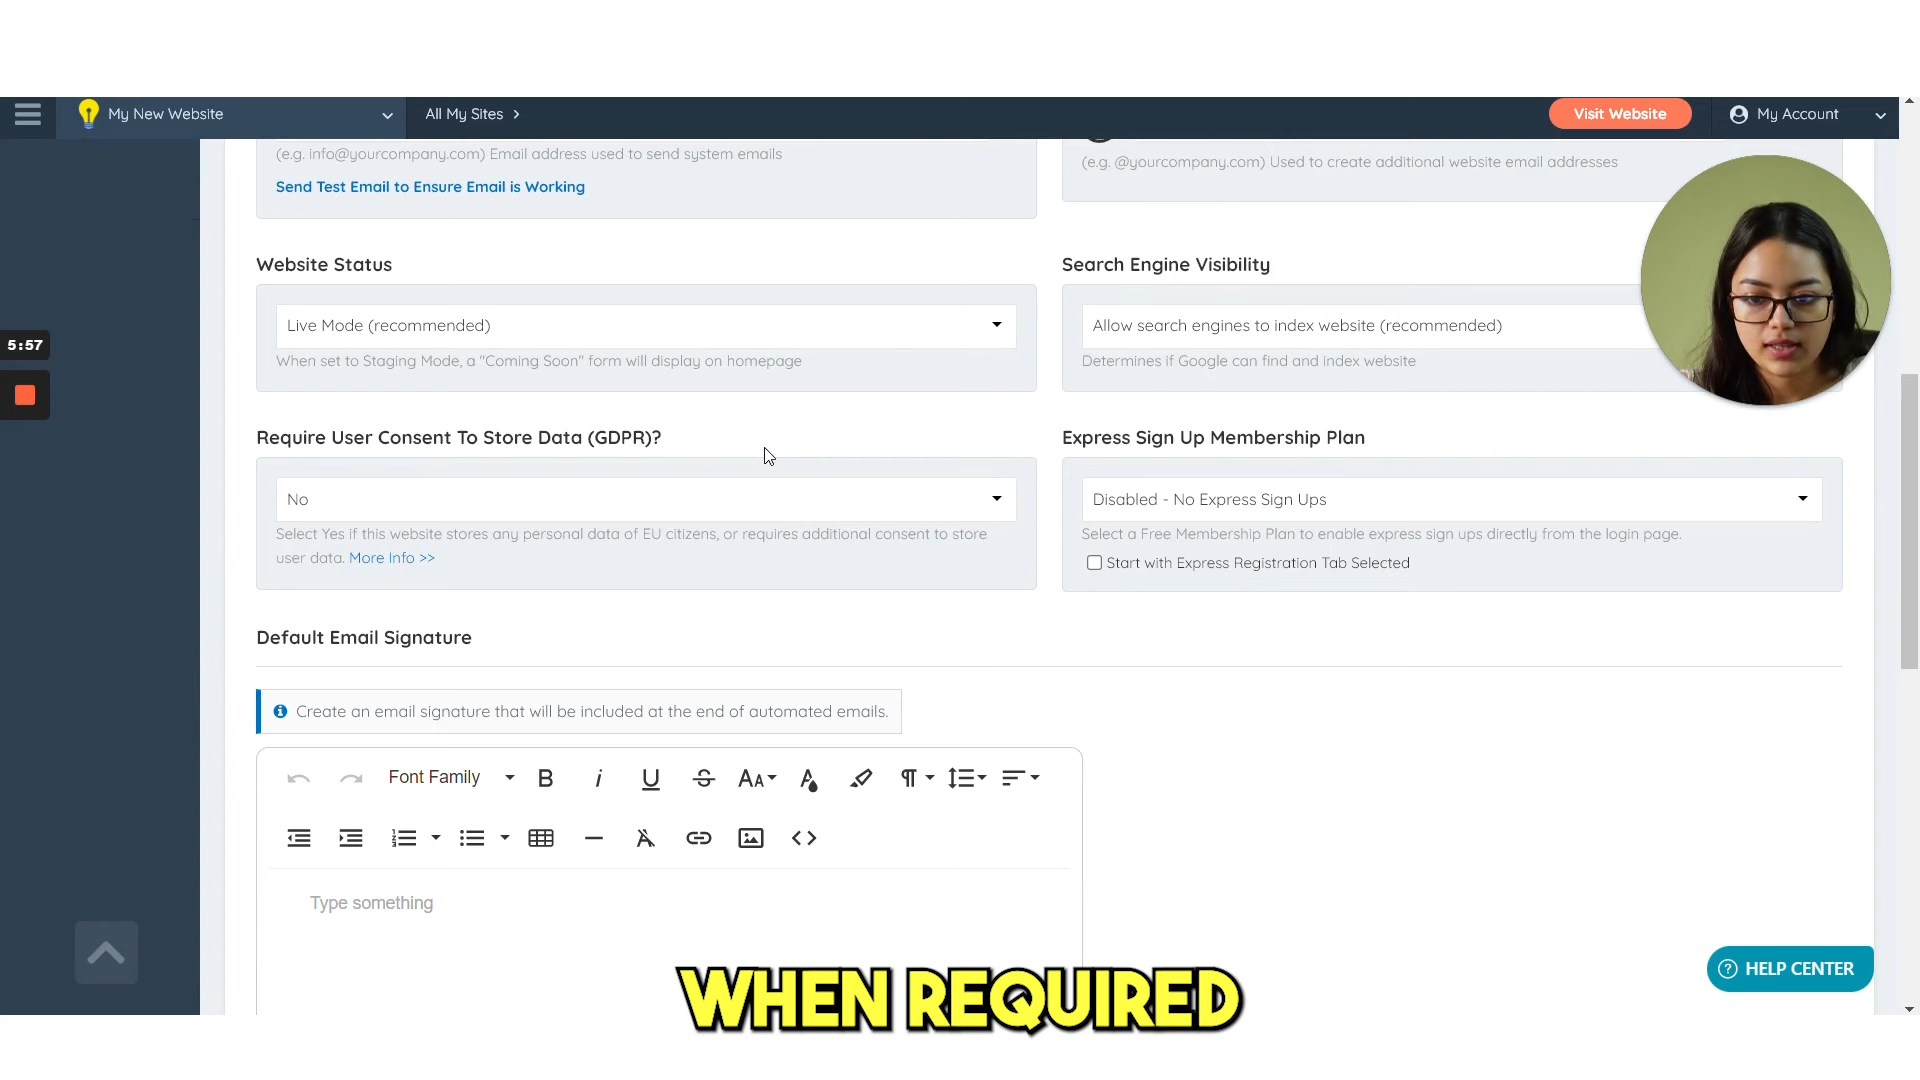 My New Website
All My Sites
Visit Website
My Account
(e.g. info@yourcompany.com) Email address used to send system emails
(e.g. @yourcompany.com) Used to create additional website email addresses
Send Test Email to Ensure Email is Working
Website Status
Search Engine Visibility
Live Mode (recommended)
Allow search engines to index website (recommended)
5:57
When set to Staging Mode, a "Coming Soon" form will display on homepage
Determines if Google can find and index website
Require User Consent To Store Data (GDPR)?
Express Sign Up Membership Plan
No
Disabled - No Express Sign Ups
Select Yes if this website stores any personal data of EU citizens, or requires additional consent to store
user data. More Info >>
Select a Free Membership Plan to enable express sign ups directly from the login page.
Start with Express Registration Tab Selected
Default Email Signature
Create an email signature that will be included at the end of automated emails.
Font Family
Type something
HELP CENTER
WHEN REQUIRED